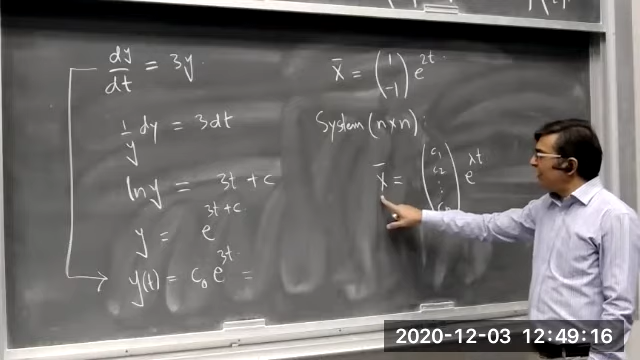 dy/dt = 3y
1/y dy = 3dt
ln y = 3t + c
y = e^{3t+c}
y(t) = c₀ e^{3t} =
x̄ = (1 -1) e^{2t}
System (n×n):
x̄ = (c₁ c₂ ⋮) e^{λt}
2020-12-03 12:49:16